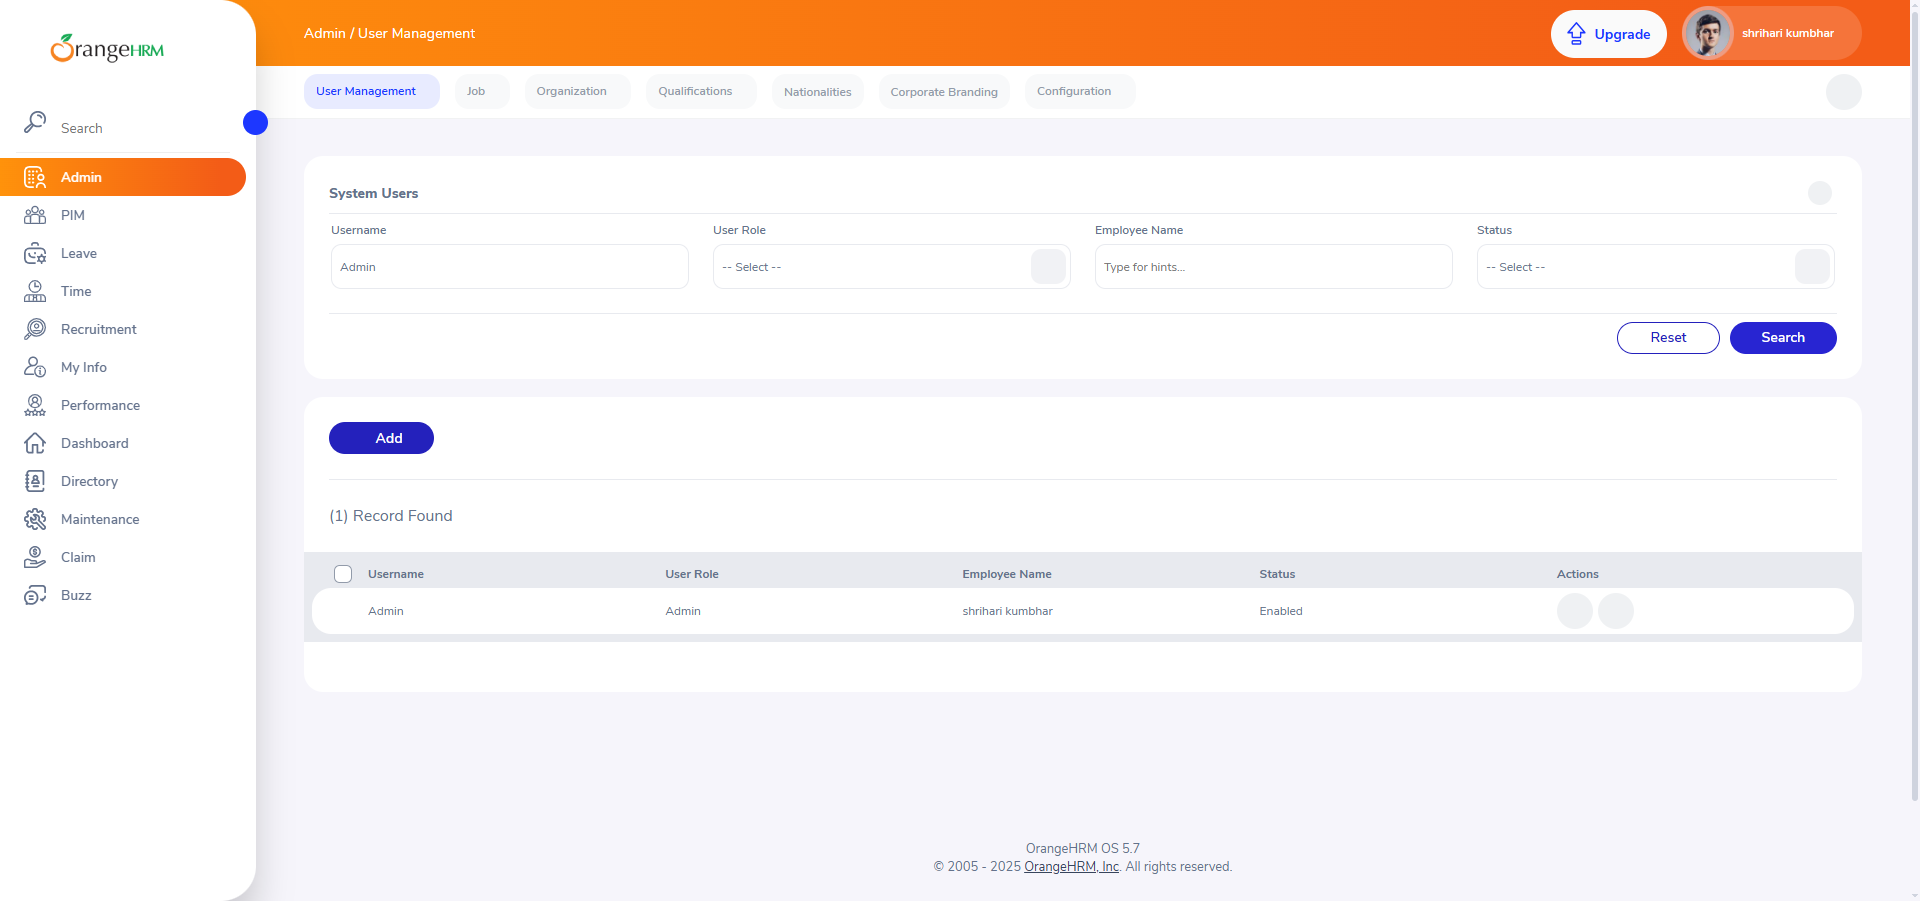 OrangeHRM
Search
Admin
PIM
Leave
Time
Recruitment
My Info
Performance
Dashboard
Directory
Maintenance
Claim
Buzz
Admin / User Management
Upgrade
shrihari kumbhar
User Management
Job
Organization
Qualifications
Nationalities
Corporate Branding
Configuration
System Users
Username
User Role
Employee Name
Status
Admin
-- Select --
Type for hints...
-- Select --
Reset
Search
Add
(1) Record Found
Username User Role Employee Name Status Actions
Admin Admin shrihari kumbhar Enabled
OrangeHRM OS 5.7
© 2005 - 2025 OrangeHRM, Inc. All rights reserved.